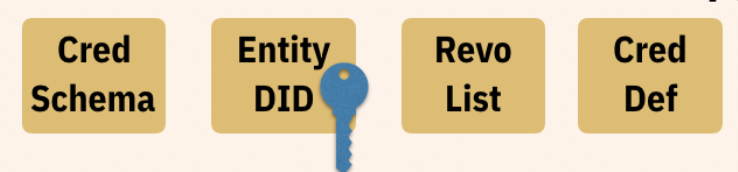 Cred
Schema
Entity
DID
Revo
List
Cred
Def